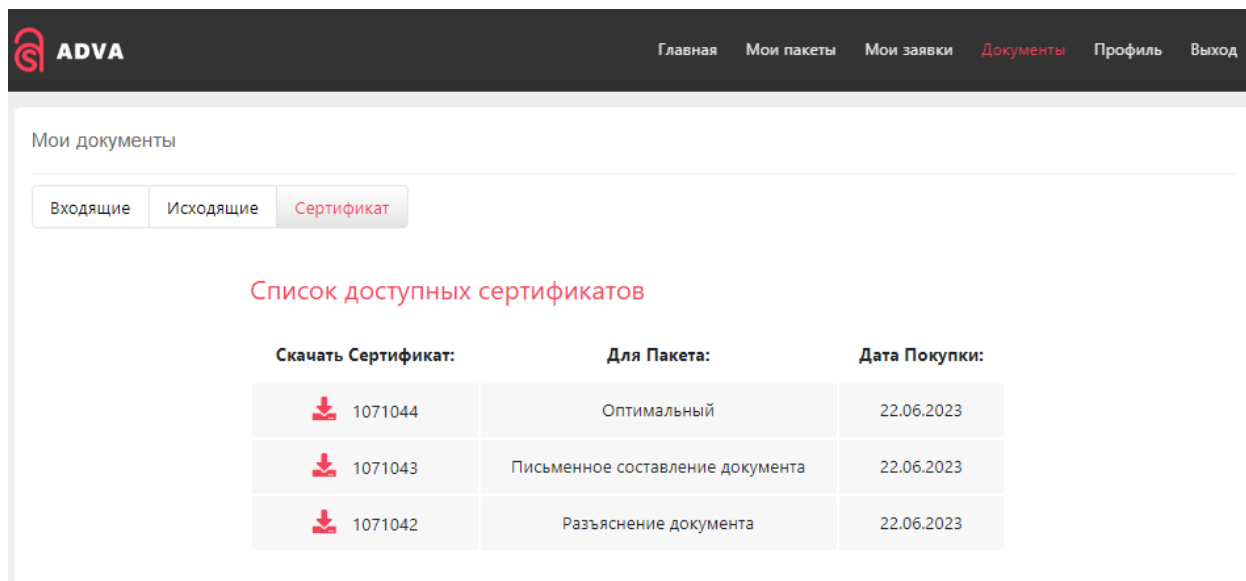 ADVA Главная Мои пакеты Мои заявки Документы Профиль Выход
Мои документы
Входящие Исходящие Сертификат
Список доступных сертификатов
Скачать Сертификат: Для Пакета: Дата Покупки:
1071044 Оптимальный 22.06.2023
1071043 Письменное составление документа 22.06.2023
1071042 Разъяснение документа 22.06.2023